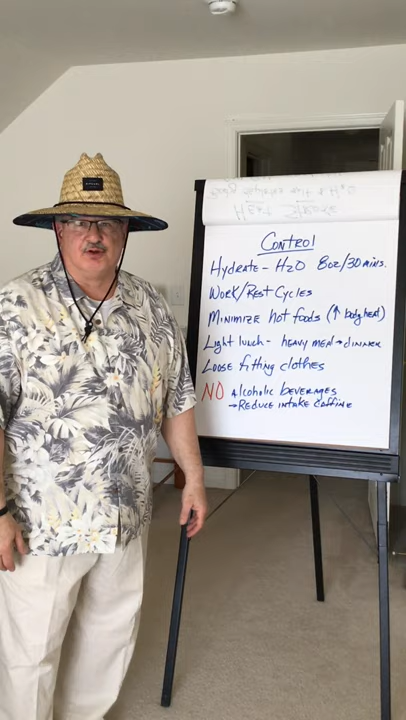 Control
Hydrate - H2O 8oz/30 mins.
Work/Rest Cycles
Minimize hot foods (↑ body heat)
Light lunch - heavy meal → dinner
Loose fitting clothes
NO Alcoholic beverages
→ Reduce intake caffine